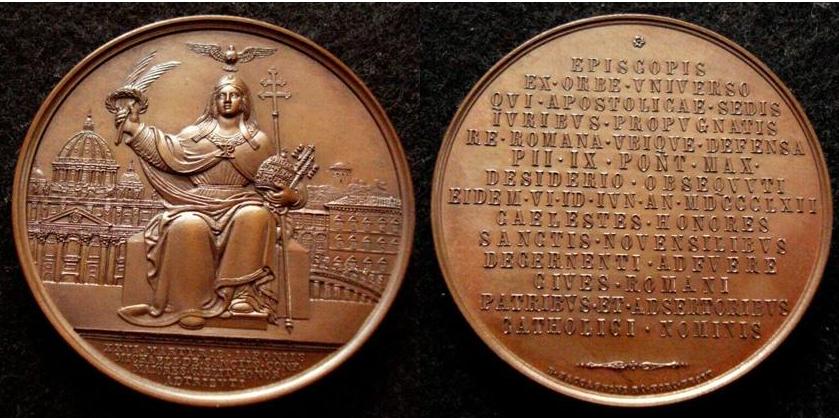 EPISCOPIS
EX·ORBE·VNIVERSO
QVI·APOSTOLICAE·SEDIS
IVRIBVS·PROPVGNATIS
RE·ROMANA·VBIQVE·DEFENSA
PII·IX·PONT·MAX·
DESIDERIO·OBSEQVVTI
EIDEM·VI·ID·IVN·AN·MDCCCLXII
CAELESTES·HONORES
SANCTIS·NOVENSILIBVS
DECERNENTI·ADFVERE
CIVES·ROMANI
PATRIBVS·ET·ADSERTORIBVS
CATHOLICI·NOMINIS